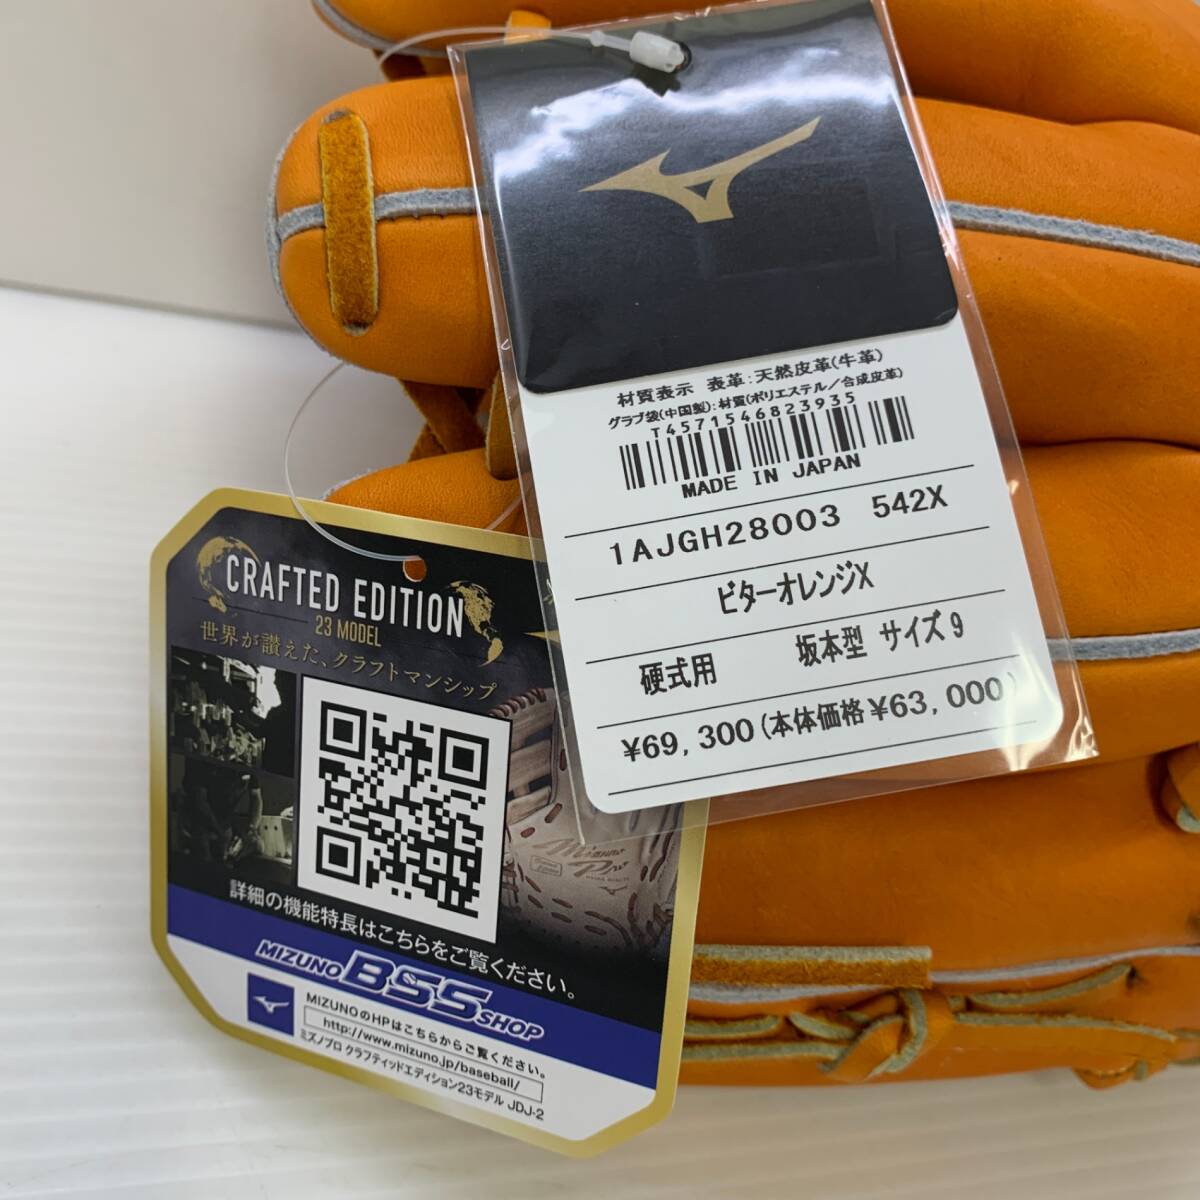 材質表示 表革:天然皮革(牛革)
グラブ袋(中国製):材質(ポリエステル/合成皮革)
T4571546823935
MADE IN JAPAN
1AJGH28003 542X
ビターオレンジX
硬式用 坂本型 サイズ9
¥69,300(本体価格¥63,000)
CRAFTED EDITION
23 MODEL
世界が讃えた、クラフトマンシップ
Mizuno
Pro
詳細の機能特長はこちらをご覧ください。
MIZUNO BSS SHOP
MIZUNOのHPはこちらからご覧ください。
http://www.mizuno.jp/baseball/
ミズノプロ クラフティッドエディション23モデル JDJ-2